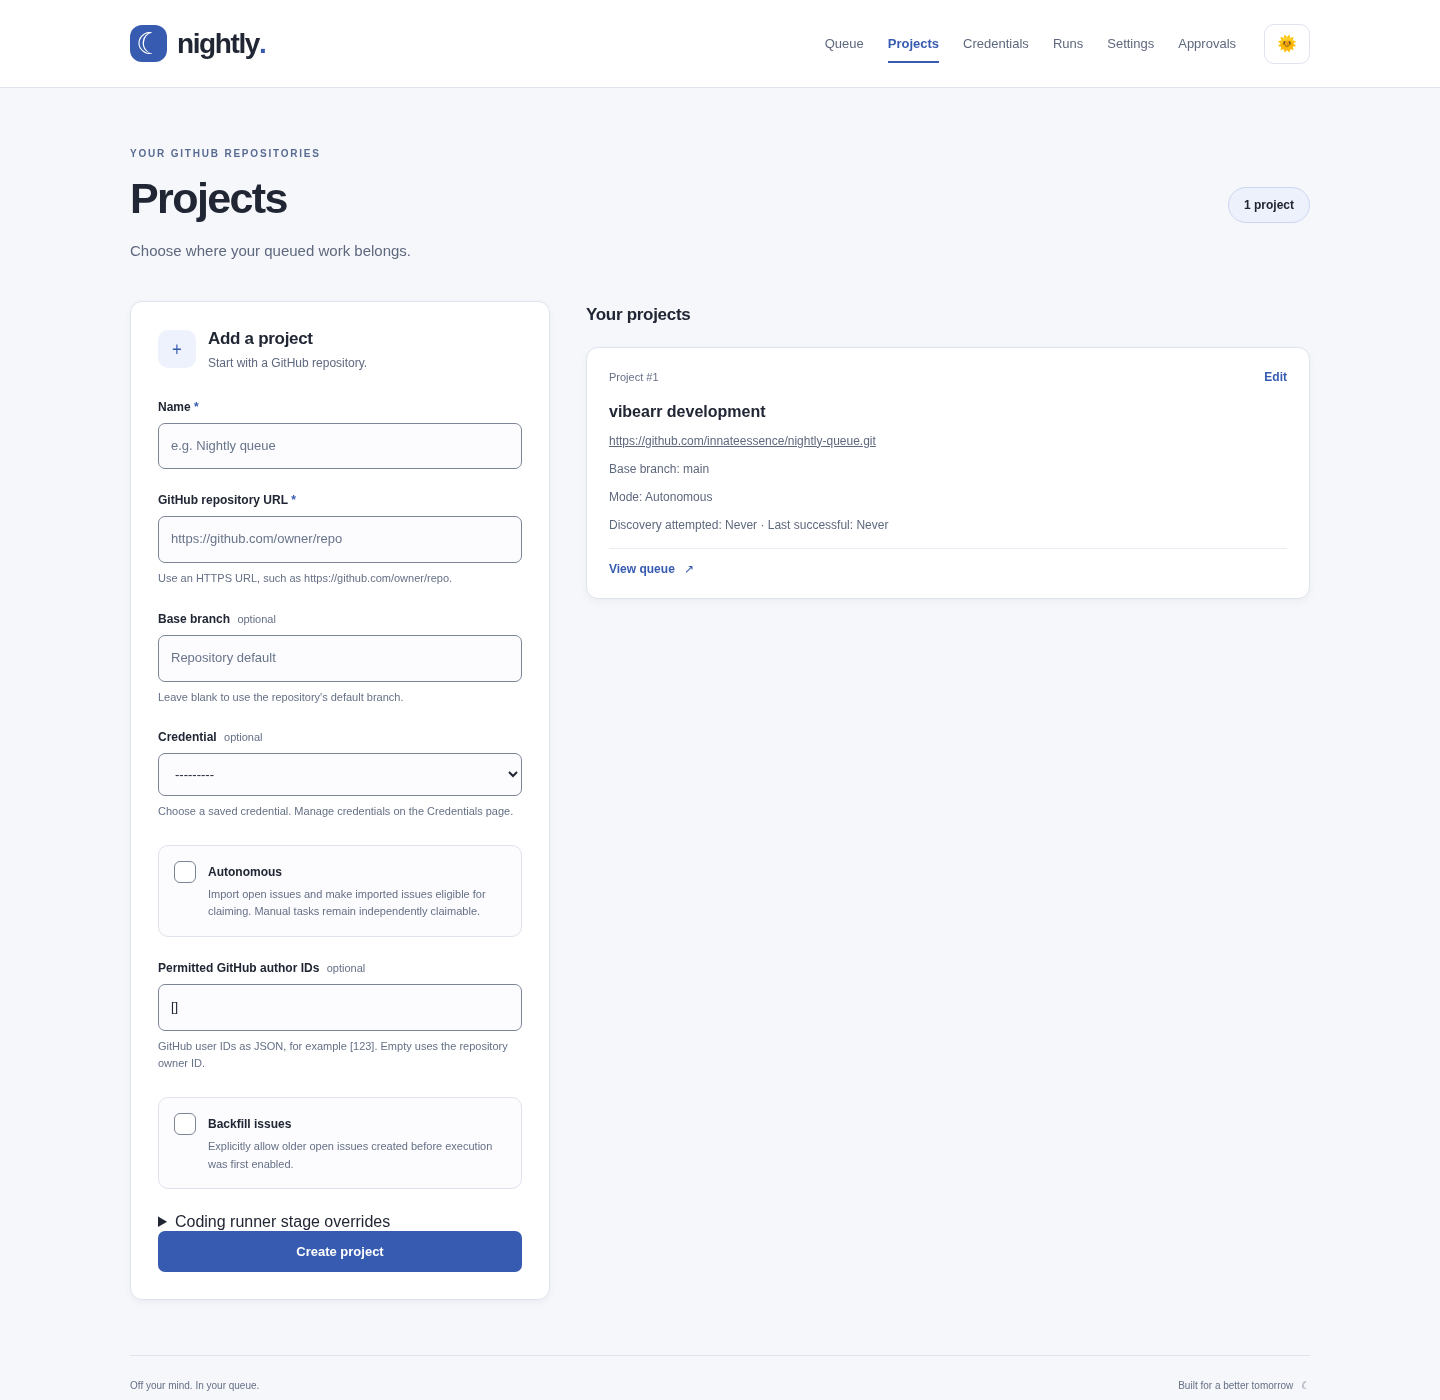 nightly.
Queue
Projects
Credentials
Runs
Settings
Approvals
YOUR GITHUB REPOSITORIES
Projects
1 project
Choose where your queued work belongs.
+
Add a project
Start with a GitHub repository.
Name *
e.g. Nightly queue
GitHub repository URL *
https://github.com/owner/repo
Use an HTTPS URL, such as https://github.com/owner/repo.
Base branch optional
Repository default
Leave blank to use the repository's default branch.
Credential optional
---------
Choose a saved credential. Manage credentials on the Credentials page.
Autonomous
Import open issues and make imported issues eligible for
claiming. Manual tasks remain independently claimable.
Permitted GitHub author IDs optional
[]
GitHub user IDs as JSON, for example [123]. Empty uses the repository
owner ID.
Backfill issues
Explicitly allow older open issues created before execution
was first enabled.
Coding runner stage overrides
Create project
Your projects
Project #1
Edit
vibearr development
https://github.com/innateessence/nightly-queue.git
Base branch: main
Mode: Autonomous
Discovery attempted: Never · Last successful: Never
View queue ↗
Off your mind. In your queue.
Built for a better tomorrow ☾